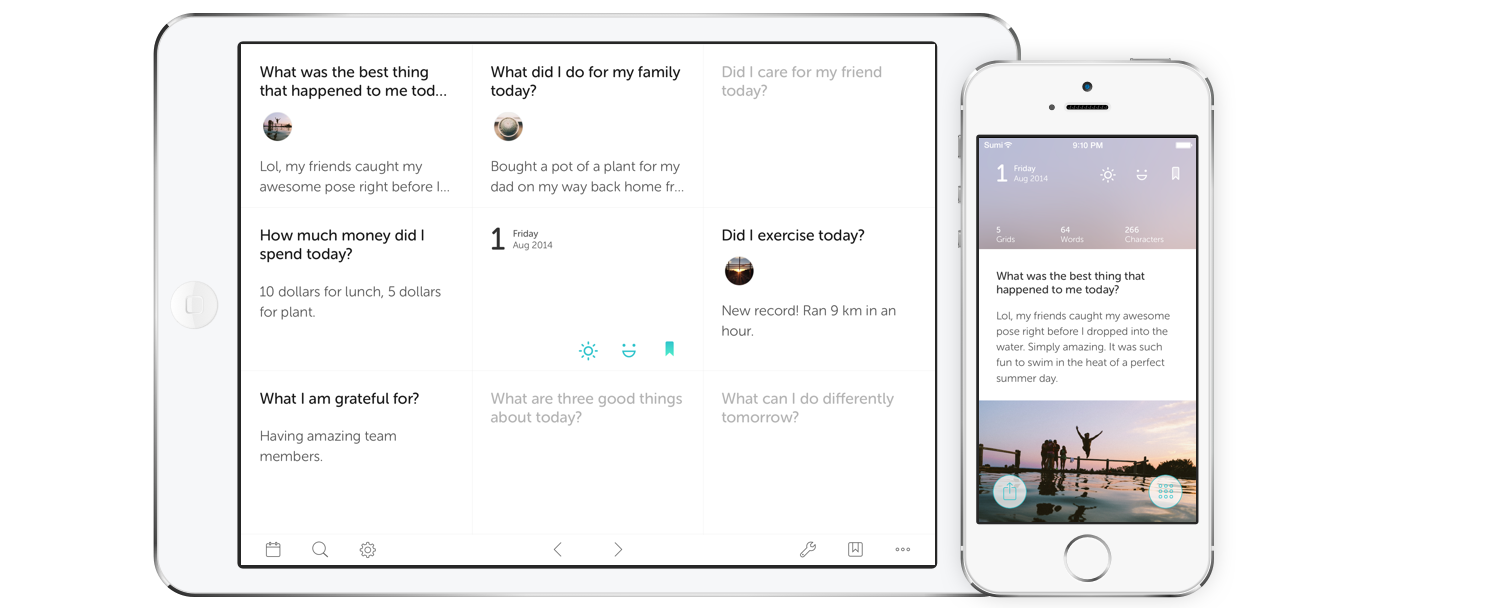 What was the best thing
that happened to me tod...
Lol, my friends caught my
awesome pose right before I...
What did I do for my family
today?
Bought a pot of a plant for my
dad on my way back home fr...
Did I care for my friend
today?
How much money did I
spend today?
10 dollars for lunch, 5 dollars
for plant.
1 Friday
Aug 2014
Did I exercise today?
New record! Ran 9 km in an
hour.
What I am grateful for?
Having amazing team
members.
What are three good things
about today?
What can I do differently
tomorrow?
Sumi 9:10 PM
1 Friday
Aug 2014
5 64 266
Grids Words Characters
What was the best thing that
happened to me today?
Lol, my friends caught my awesome
pose right before I dropped into the
water. Simply amazing. It was such
fun to swim in the heat of a perfect
summer day.